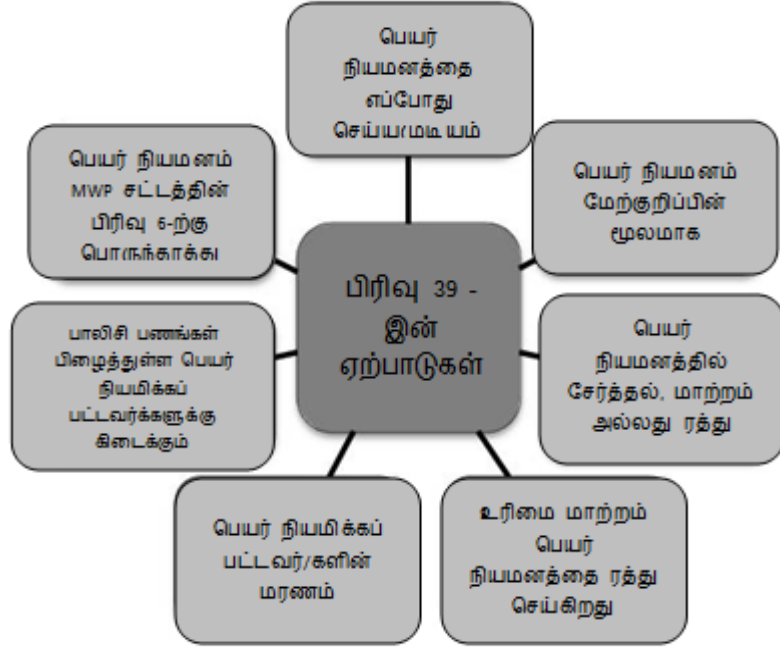 பெயர்
நியமனத்தை
எப்போது
செய்யமுடியும்
பெயர் நியமனம்
மேற்குறிப்பின்
மூலமாக
பெயர்
நியமனத்தில்
சேர்த்தல், மாற்றம்
அல்லது ரத்து
உரிமை மாற்றம்
பெயர்
நியமனத்தை ரத்து
செய்கிறது
பெயர் நியமிக்கப்
பட்டவர்/களின்
மரணம்
பாலிசி பணங்கள்
பிழைத்துள்ள பெயர்
நியமிக்கப்
பட்டவர்க்களுக்கு
கிடைக்கும்
பெயர் நியமனம்
MWP சட்டத்தின்
பிரிவு 6-ற்கு
பொருந்காக்கு
பிரிவு 39 -
இன்
ஏற்பாடுகள்